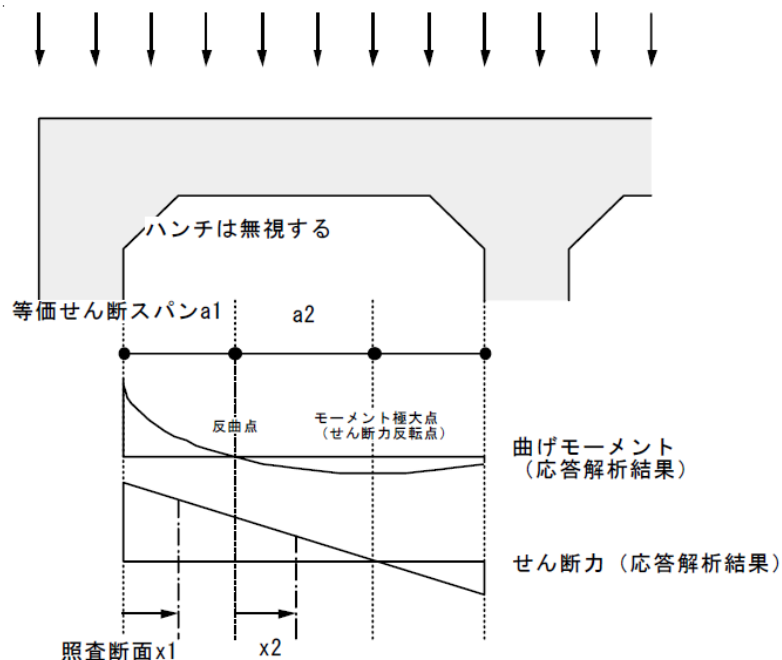 ハンチは無視する
等価せん断スパンa1
a2
反曲点
モーメント極大点
(せん断力反転点)
曲げモーメント
(応答解析結果)
せん断力(応答解析結果)
照査断面x1
x2